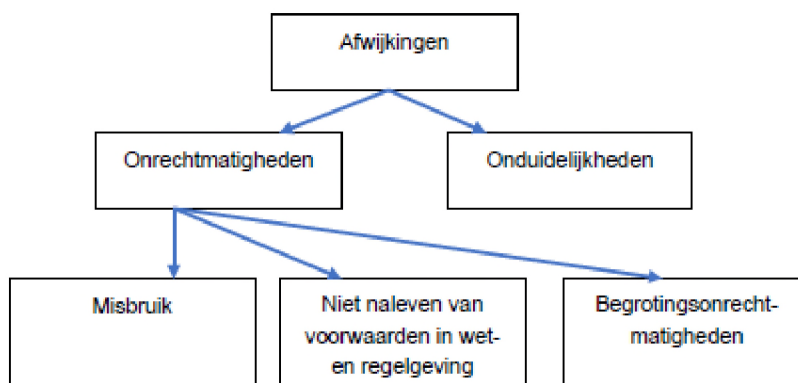 Afwijkingen
Onrechtmatigheden
Onduidelijkheden
Misbruik
Niet naleven van
voorwaarden in wet-
en regelgeving
Begrotingsonrecht-
matigheden